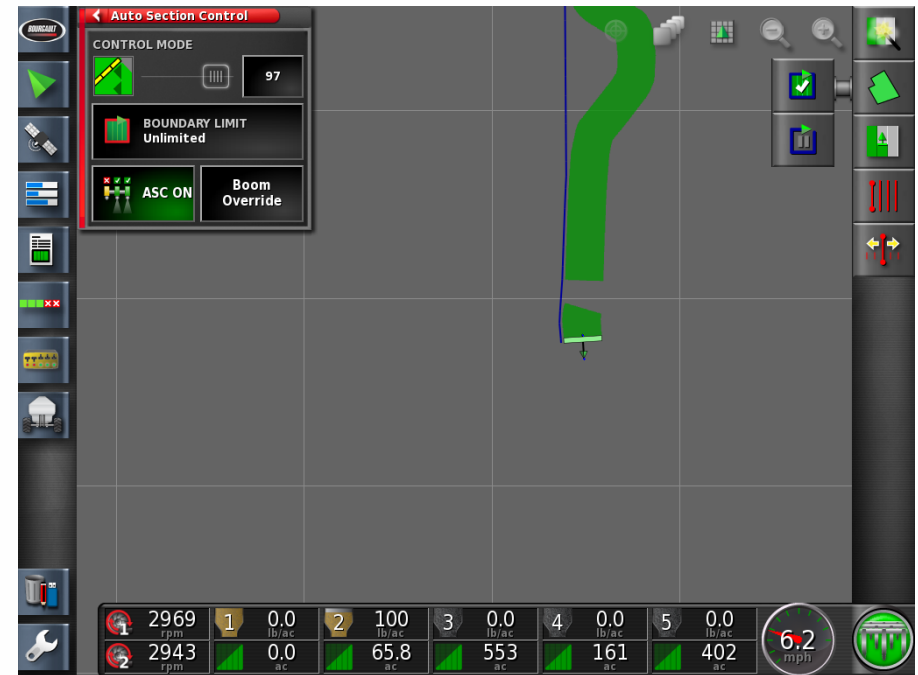 BOURGAULT
Auto Section Control
CONTROL MODE
97
BOUNDARY LIMIT
Unlimited
ASC ON
Boom
Override
1 2969 rpm
1 0.0 lb/ac
2 100 lb/ac
3 0.0 lb/ac
4 0.0 lb/ac
5 0.0 lb/ac
2 2943 rpm
0.0 ac
65.8 ac
553 ac
161 ac
402 ac
6.2
mph